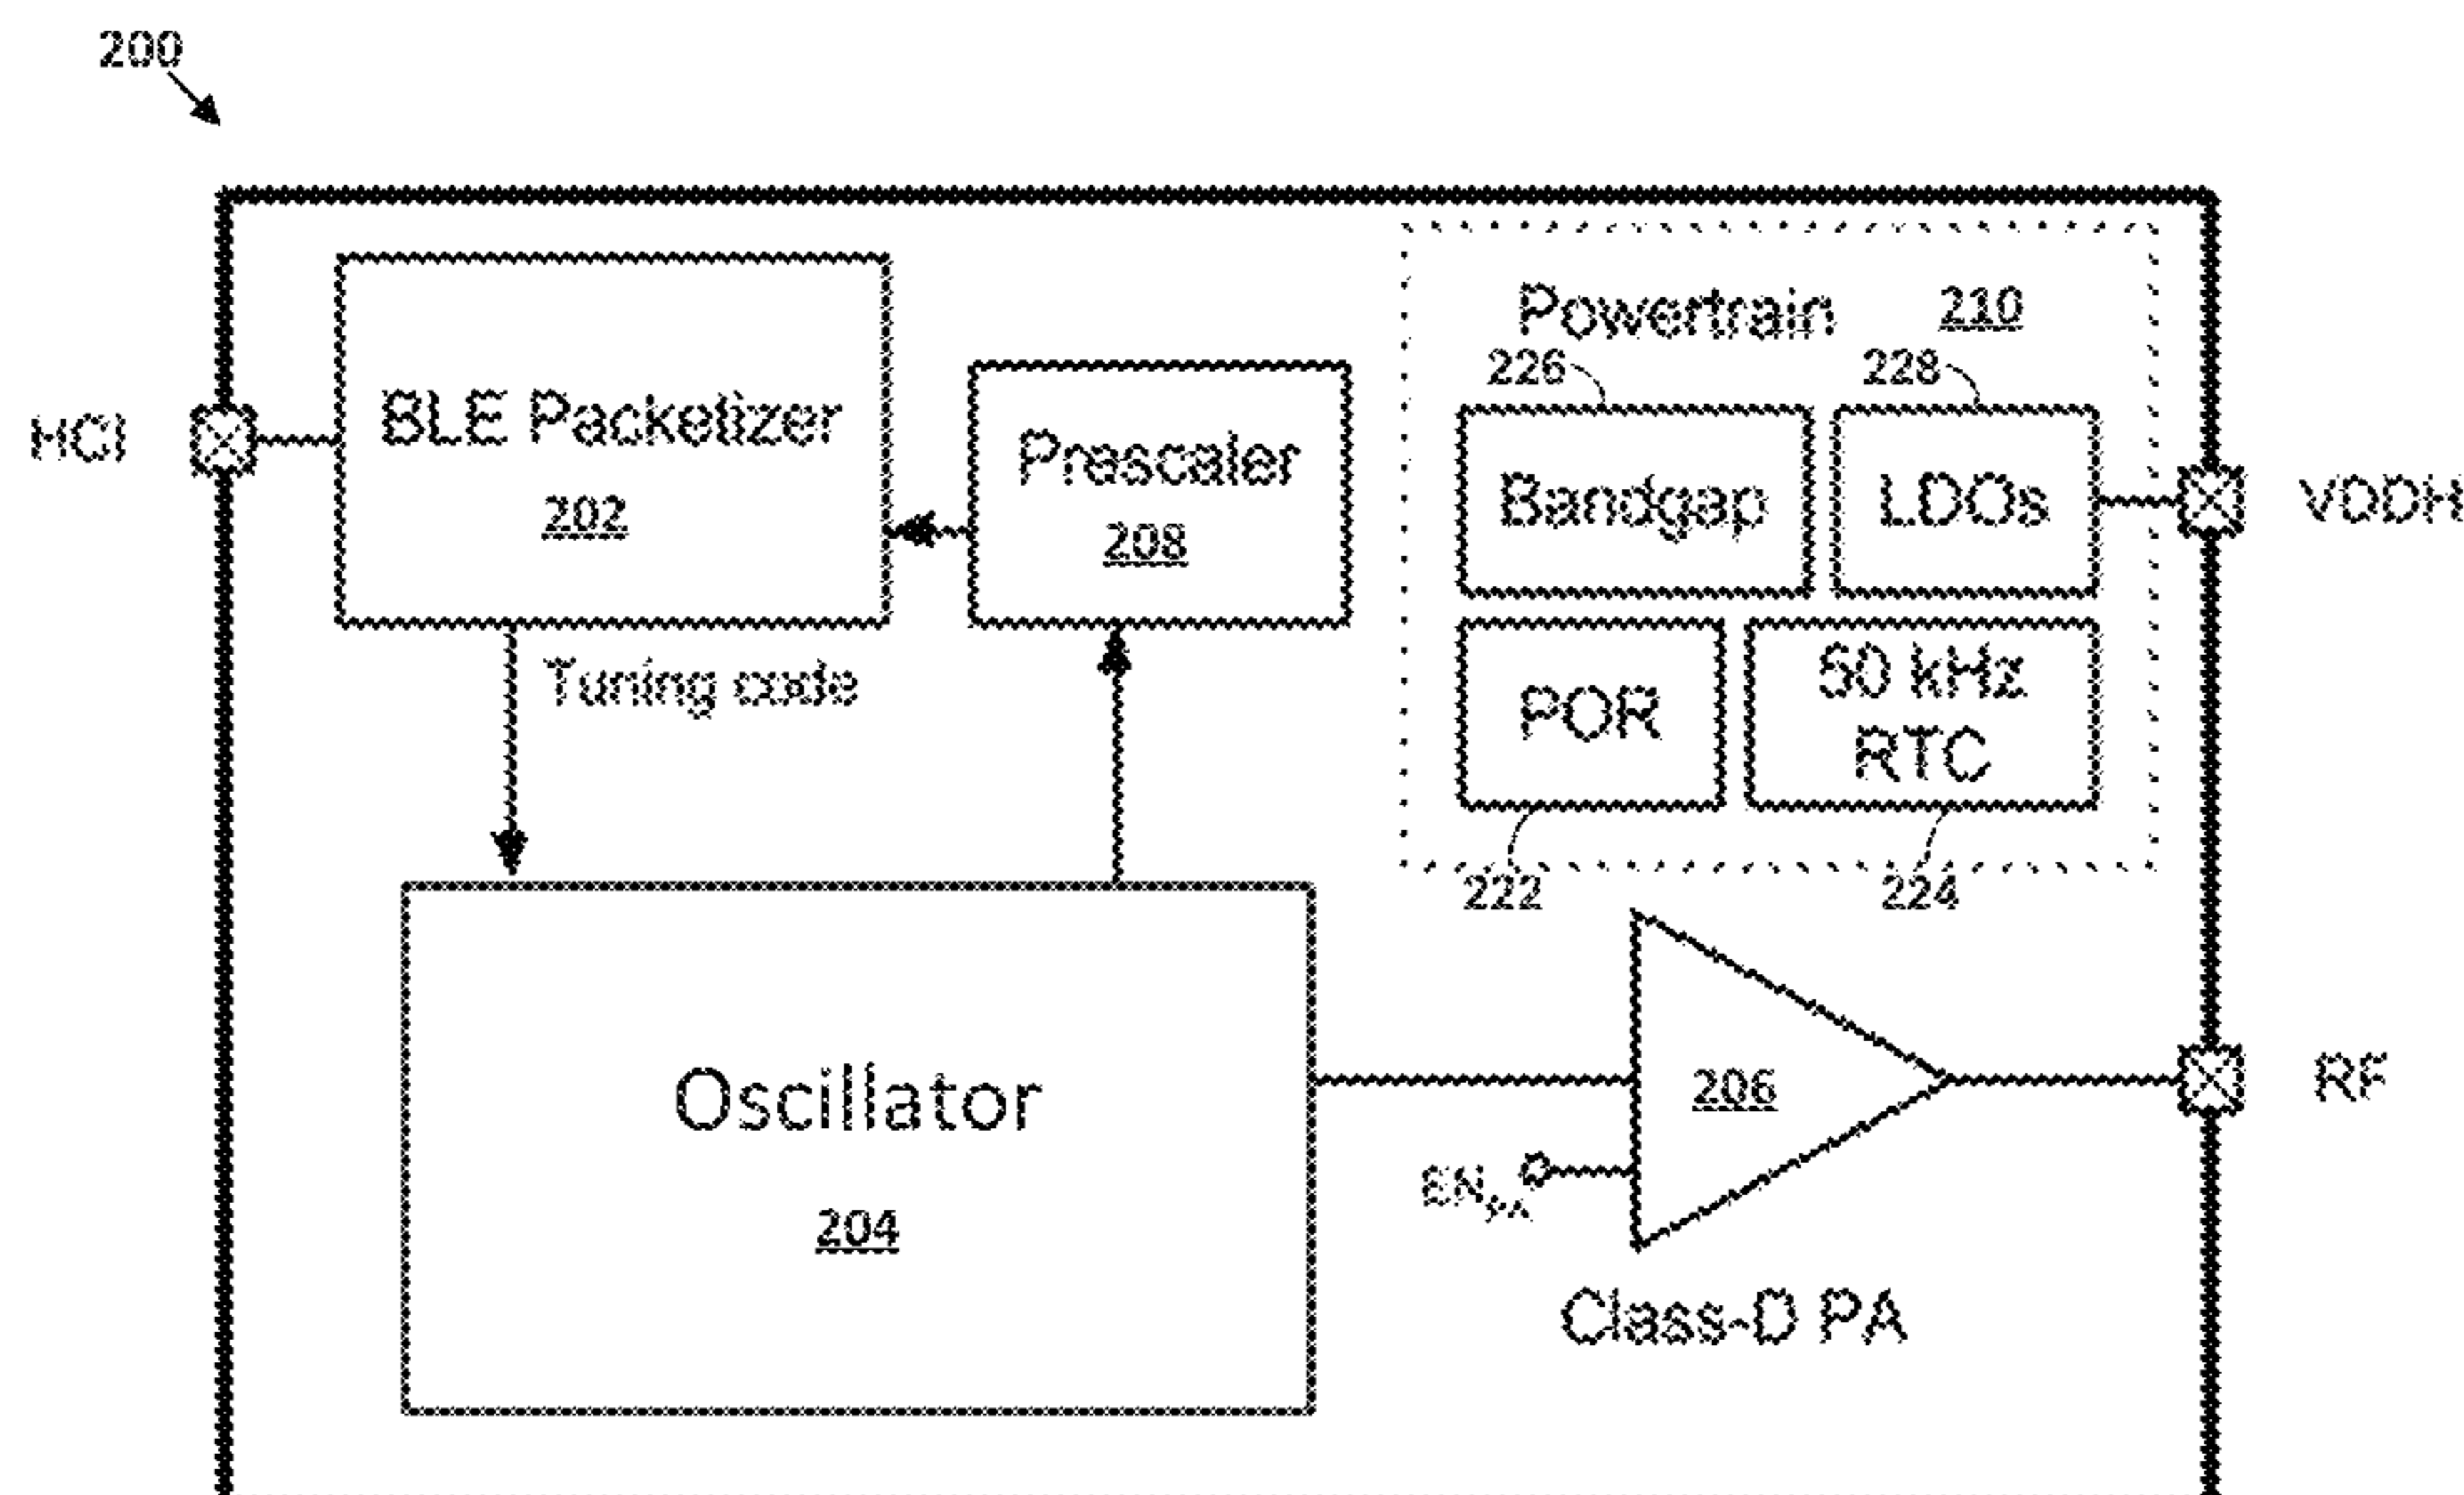 200
HCI
BLE Packetizer
202
Prescaler
208
Powertrain 210
226
228
Bandgap
LDOs
VDDH
POR
50 kHz
RTC
222
224
Tuning code
Oscillator
204
206
EN
Class-D PA
RF